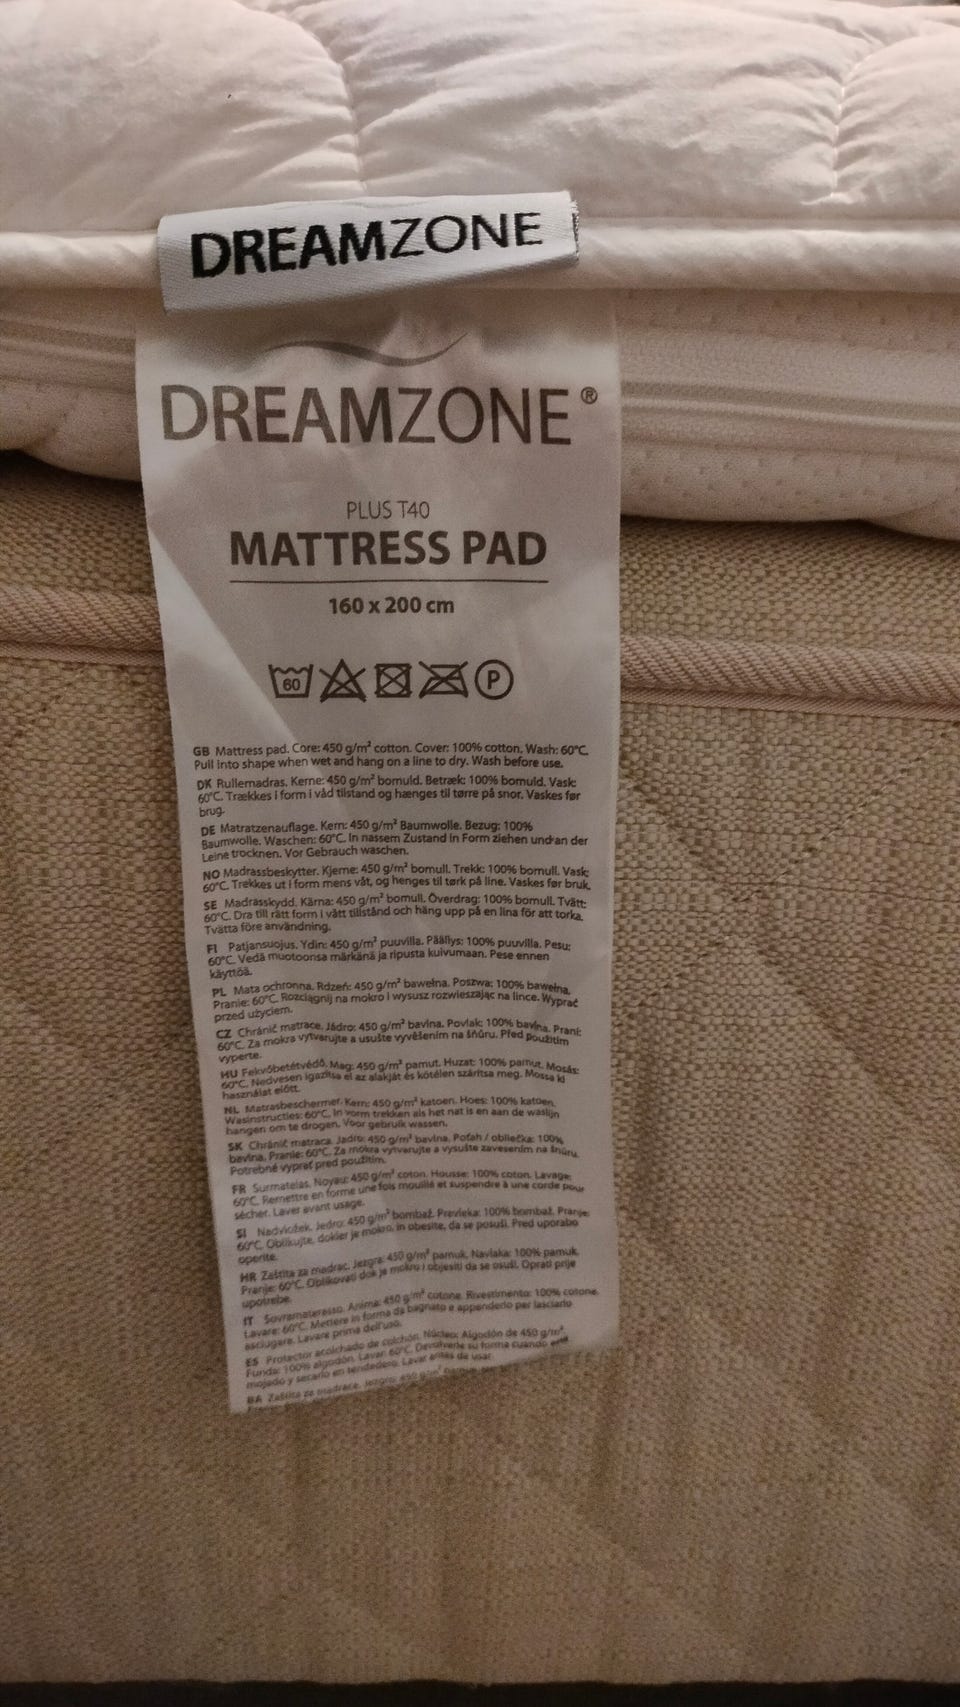 DREAMZONE
DREAMZONE®
PLUS T40
MATTRESS PAD
160 x 200 cm
60 P
GB Mattress pad. Core: 450 g/m² cotton. Cover: 100% cotton. Wash: 60°C.
Pull into shape when wet and hang on a line to dry. Wash before use.
DK Rullemadras. Kerne: 450 g/m² bomuld. Betræk: 100% bomuld. Vask:
60°C. Trækkes i form i våd tilstand og hænges til tørre på snor. Vaskes før
brug.
DE Matratzenauflage. Kern: 450 g/m² Baumwolle. Bezug: 100%
Baumwolle. Waschen: 60°C. In nassem Zustand in Form ziehen und an der
Leine trocknen. Vor Gebrauch waschen.
NO Madrassbeskytter. Kjerne: 450 g/m² bomull. Trekk: 100% bomull. Vask:
60°C. Trekkes ut i form mens våt, og henges til tørk på line. Vaskes før bruk.
SE Madrasskydd. Kärna: 450 g/m² bomull. Överdrag: 100% bomull. Tvätt:
60°C. Dra till rätt form i vått tillstånd och häng upp på en lina för att torka.
Tvätta före användning.
FI Patjansuojus. Ydin: 450 g/m² puuvilla. Päällys: 100% puuvilla. Pesu:
60°C. Vedä muotoonsa märkänä ja ripusta kuivumaan. Pese ennen
käyttöä.
PL Mata ochronna. Rdzeń: 450 g/m² bawełna. Poszwa: 100% bawełna.
Pranie: 60°C. Rozciągnij na mokro i wysusz rozwieszając na lince. Wyprać
przed użyciem.
CZ Chránič matrace. Jádro: 450 g/m² bavlna. Povlak: 100% bavlna. Praní:
60°C. Za mokra vytvarujte a usušte vyvěšením na šňůru. Před použitím
vyperte.
HU Fekvőbetétvédő. Mag: 450 g/m² pamut. Huzat: 100% pamut. Mosás:
60°C. Nedvesen igazítsa el az alakját és kötélen szárítsa meg. Mossa ki
használat előtt.
NL Matrasbeschermer. Kern: 450 g/m² katoen. Hoes: 100% katoen.
Wasinstructies: 60°C. In vorm trekken als het nat is en aan de waslijn
hangen om te drogen. Voor gebruik wassen.
SK Chránič matraca. Jadro: 450 g/m² bavlna. Poťah / obliečka: 100%
bavlna. Pranie: 60°C. Za mokra vytvarujte a vysušte zavesením na šnúru.
Potrebné vyprať pred použitím.
FR Surmatelas. Noyau: 450 g/m² coton. Housse: 100% coton. Lavage:
60°C. Remettre en forme une fois mouillé et suspendre à une corde pour
sécher. Laver avant usage.
SI Nadvložek. Jedro: 450 g/m² bombaž. Prevleka: 100% bombaž. Pranje:
60°C. Oblikujte, dokler je mokro, in obesite, da se posuši. Pred uporabo
operite.
HR Zaštita za madrac. Jezgra: 450 g/m² pamuk. Navlaka: 100% pamuk.
Pranje: 60°C. Oblikovati dok je mokro i objesiti da se osuši. Oprati prije
upotrebe.
IT Sovramaterasso. Anima: 450 g/m² cotone. Rivestimento: 100% cotone.
Lavare: 60°C. Mettere in forma da bagnato e appenderlo per lasciarlo
asciugare. Lavare prima dell'uso.
ES Protector acolchado de colchón. Núcleo: Algodón de 450 g/m².
Funda: 100% algodón. Lavar: 60°C. Devolverle su forma cuando esté
mojado y secarlo en tendedero. Lavar antes de usar.
BA Zaštita za madrace. Jezgro: 450 g/m²